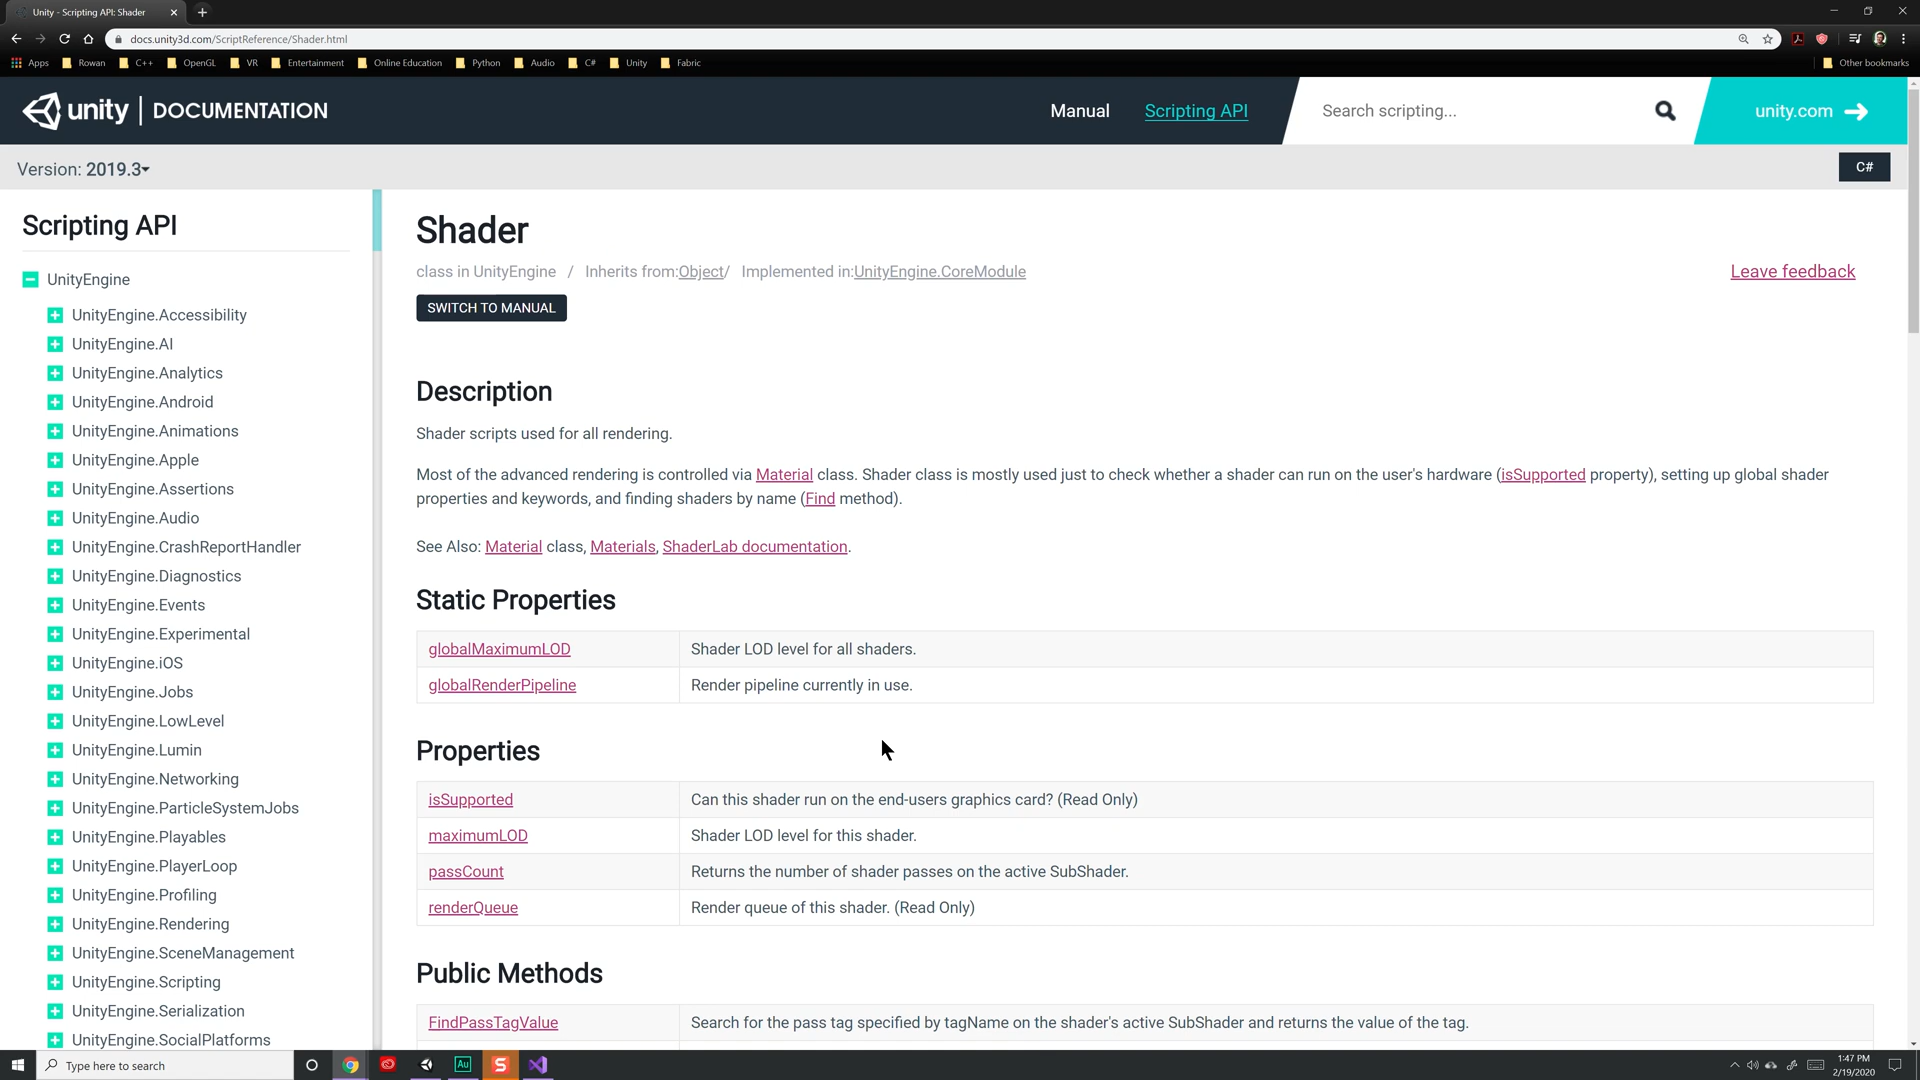 Unity - Scripting API: Shader
docs.unity3d.com/ScriptReference/Shader.html
Apps Rowan C++ OpenGL VR Entertainment Online Education Python Audio C# Unity Fabric Other bookmarks
unity | DOCUMENTATION
Manual Scripting API Search scripting... unity.com
Version: 2019.3
C#
Scripting API
UnityEngine
UnityEngine.Accessibility
UnityEngine.AI
UnityEngine.Analytics
UnityEngine.Android
UnityEngine.Animations
UnityEngine.Apple
UnityEngine.Assertions
UnityEngine.Audio
UnityEngine.CrashReportHandler
UnityEngine.Diagnostics
UnityEngine.Events
UnityEngine.Experimental
UnityEngine.iOS
UnityEngine.Jobs
UnityEngine.LowLevel
UnityEngine.Lumin
UnityEngine.Networking
UnityEngine.ParticleSystemJobs
UnityEngine.Playables
UnityEngine.PlayerLoop
UnityEngine.Profiling
UnityEngine.Rendering
UnityEngine.SceneManagement
UnityEngine.Scripting
UnityEngine.Serialization
UnityEngine.SocialPlatforms
Shader
class in UnityEngine / Inherits from:Object/ Implemented in:UnityEngine.CoreModule
Leave feedback
SWITCH TO MANUAL
Description
Shader scripts used for all rendering.
Most of the advanced rendering is controlled via Material class. Shader class is mostly used just to check whether a shader can run on the user's hardware (isSupported property), setting up global shader
properties and keywords, and finding shaders by name (Find method).
See Also: Material class, Materials, ShaderLab documentation.
Static Properties
globalMaximumLOD Shader LOD level for all shaders.
globalRenderPipeline Render pipeline currently in use.
Properties
isSupported Can this shader run on the end-users graphics card? (Read Only)
maximumLOD Shader LOD level for this shader.
passCount Returns the number of shader passes on the active SubShader.
renderQueue Render queue of this shader. (Read Only)
Public Methods
FindPassTagValue Search for the pass tag specified by tagName on the shader's active SubShader and returns the value of the tag.
Type here to search
Au
S
1:47 PM
2/19/2020